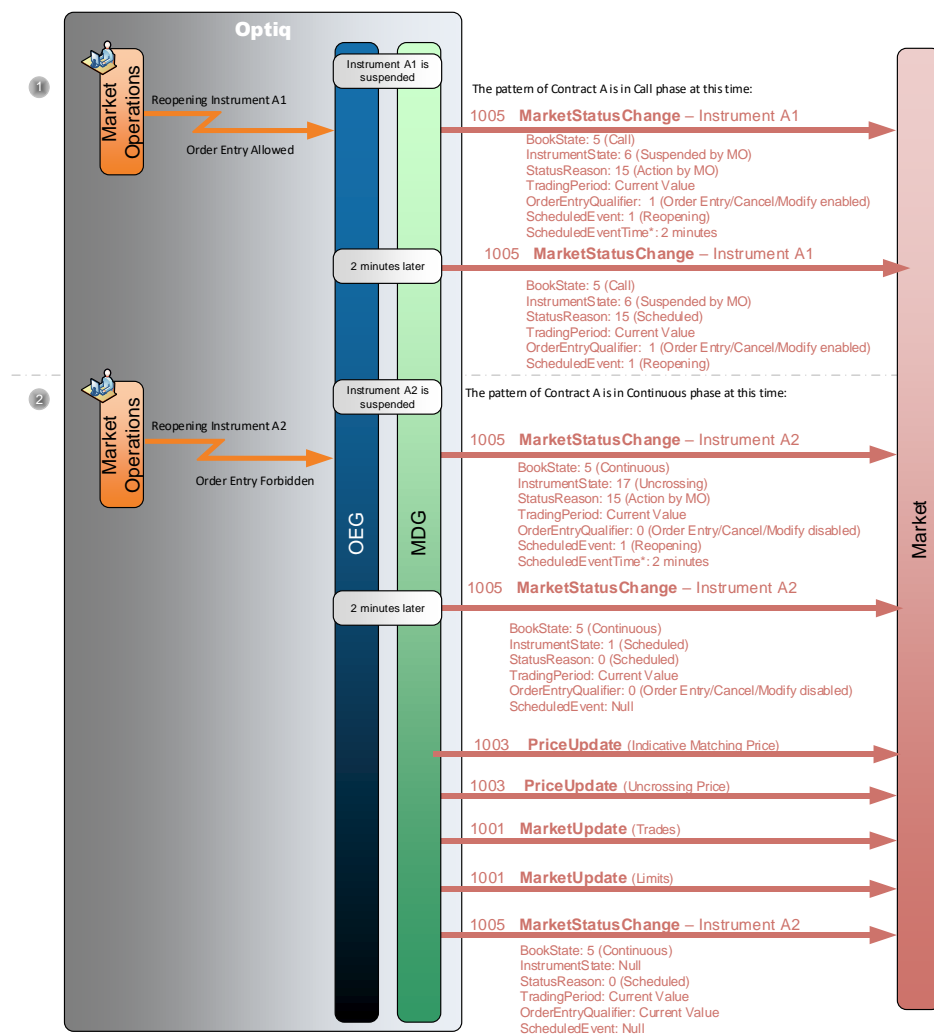 Optiq
Instrument A1 is
suspended
1
Market
Operations
Reopening Instrument A1
Order Entry Allowed
The pattern of Contract A is in Call phase at this time:
1005 MarketStatusChange – Instrument A1
BookState: 5 (Call)
InstrumentState: 6 (Suspended by MO)
StatusReason: 15 (Action by MO)
TradingPeriod: Current Value
OrderEntryQualifier: 1 (Order Entry/Cancel/Modify enabled)
ScheduledEvent: 1 (Reopening)
ScheduledEventTime*: 2 minutes
2 minutes later
1005 MarketStatusChange – Instrument A1
BookState: 5 (Call)
InstrumentState: 6 (Suspended by MO)
StatusReason: 15 (Scheduled)
TradingPeriod: Current Value
OrderEntryQualifier: 1 (Order Entry/Cancel/Modify enabled)
ScheduledEvent: 1 (Reopening)
2
Market
Operations
Instrument A2 is
suspended
Reopening Instrument A2
Order Entry Forbidden
The pattern of Contract A is in Continuous phase at this time:
1005 MarketStatusChange – Instrument A2
BookState: 5 (Continuous)
InstrumentState: 17 (Uncrossing)
StatusReason: 15 (Action by MO)
TradingPeriod: Current Value
OrderEntryQualifier: 0 (Order Entry/Cancel/Modify disabled)
ScheduledEvent: 1 (Reopening)
ScheduledEventTime*: 2 minutes
OEG
MDG
Market
2 minutes later
1005 MarketStatusChange – Instrument A2
BookState: 5 (Continuous)
InstrumentState: 1 (Scheduled)
StatusReason: 0 (Scheduled)
TradingPeriod: Current Value
OrderEntryQualifier: 0 (Order Entry/Cancel/Modify disabled)
ScheduledEvent: Null
1003 PriceUpdate (Indicative Matching Price)
1003 PriceUpdate (Uncrossing Price)
1001 MarketUpdate (Trades)
1001 MarketUpdate (Limits)
1005 MarketStatusChange – Instrument A2
BookState: 5 (Continuous)
InstrumentState: Null
StatusReason: 0 (Scheduled)
TradingPeriod: Current Value
OrderEntryQualifier: Current Value
ScheduledEvent: Null